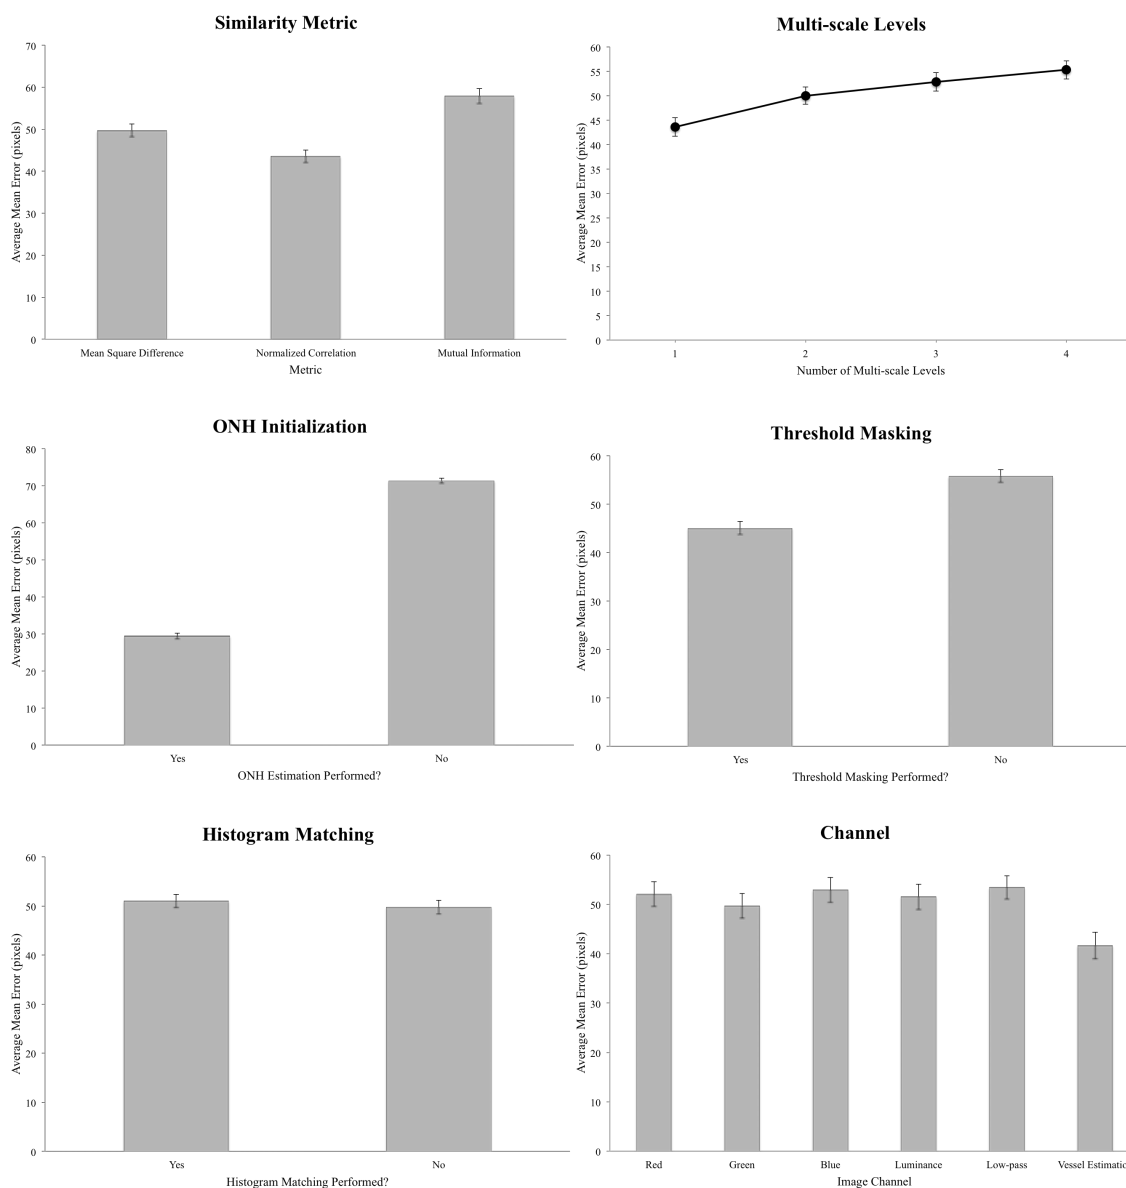 Similarity Metric
Average Mean Error (pixels)
70
60
50
40
30
20
10
0
Mean Square Difference Normalized Correlation Mutual Information
Metric
Multi-scale Levels
Average Mean Error (pixels)
60
55
50
45
40
35
30
25
20
15
10
5
0
1 2 3 4
Number of Multi-scale Levels
ONH Initialization
Average Mean Error (pixels)
80
70
60
50
40
30
20
10
0
Yes No
ONH Estimation Performed?
Threshold Masking
Average Mean Error (pixels)
60
50
40
30
20
10
0
Yes No
Threshold Masking Performed?
Histogram Matching
Average Mean Error (pixels)
60
50
40
30
20
10
0
Yes No
Histogram Matching Performed?
Channel
Average Mean Error (pixels)
60
50
40
30
20
10
0
Red Green Blue Luminance Low-pass Vessel Estimatio
Image Channel